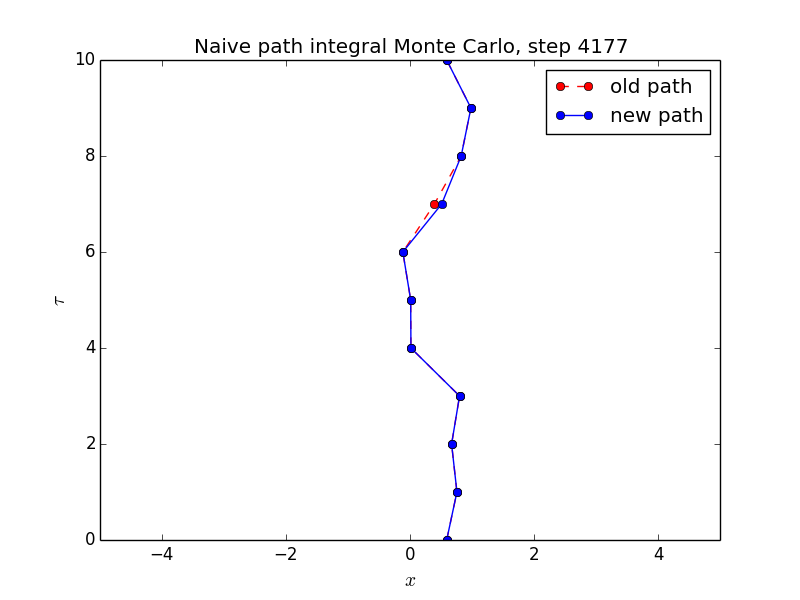 Naive path integral Monte Carlo, step 4177
old path
new path
10
8
6
4
2
0
τ
−4 −2 0 2 4
x